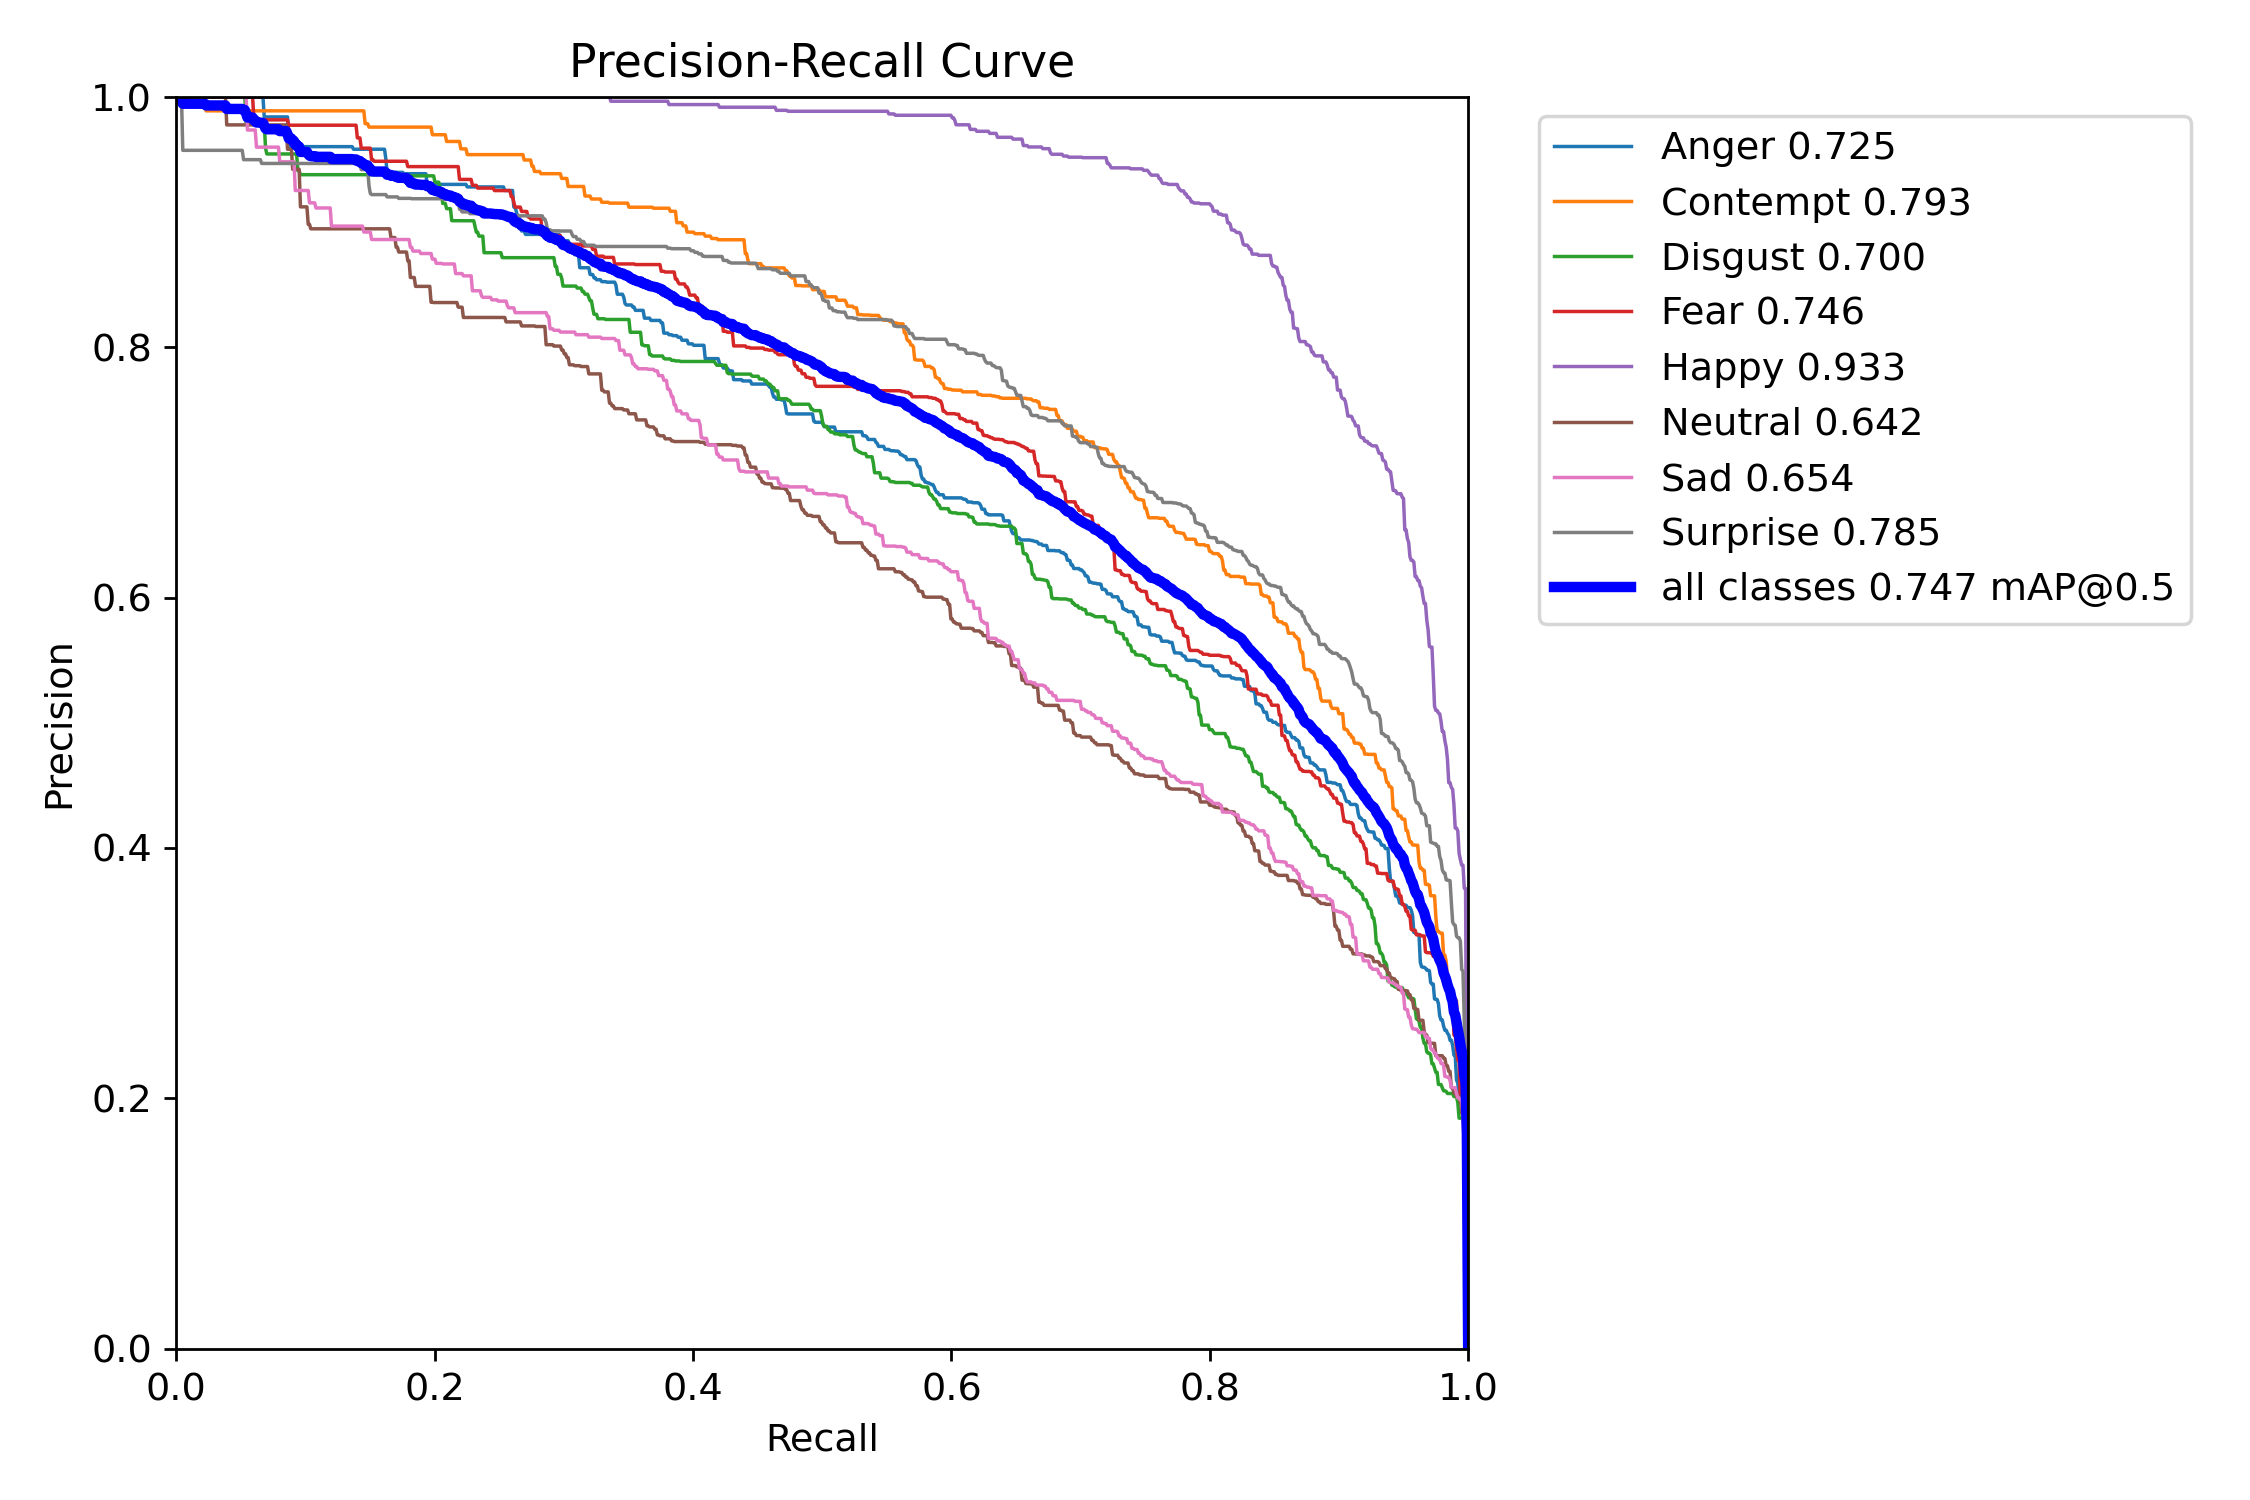 Precision-Recall Curve
1.0
0.8
0.6
0.4
0.2
0.0
Precision
0.0 0.2 0.4 0.6 0.8 1.0
Recall
Anger 0.725
Contempt 0.793
Disgust 0.700
Fear 0.746
Happy 0.933
Neutral 0.642
Sad 0.654
Surprise 0.785
all classes 0.747 mAP@0.5